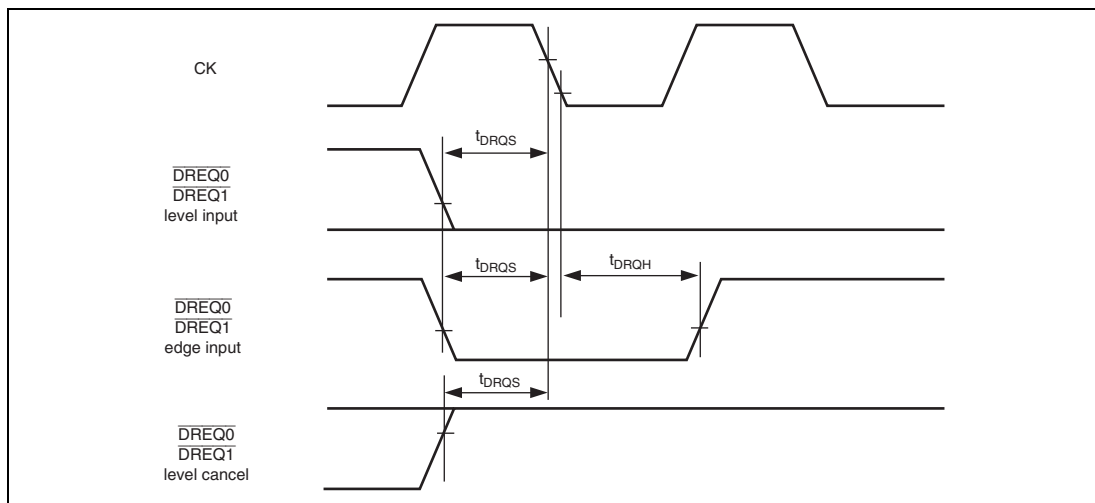 CK
tDRQS
DREQ0
DREQ1
level input
tDRQS
tDRQH
DREQ0
DREQ1
edge input
tDRQS
DREQ0
DREQ1
level cancel